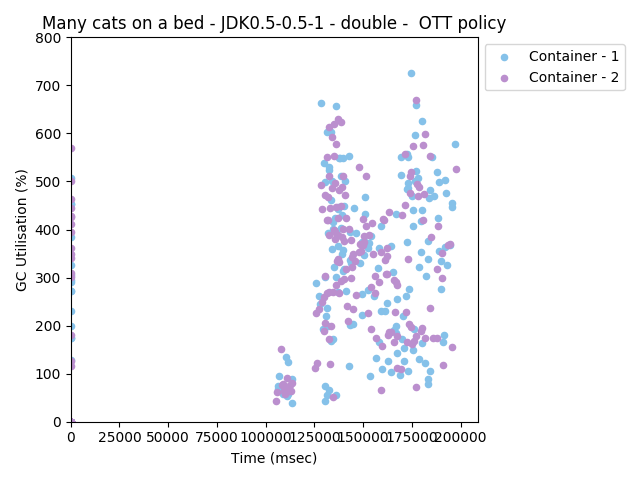 Many cats on a bed - JDK0.5-0.5-1 - double -  OTT policy
Container - 1
Container - 2
GC Utilisation (%)
800
700
600
500
400
300
200
100
0
0 25000 50000 75000 100000 125000 150000 175000 200000
Time (msec)